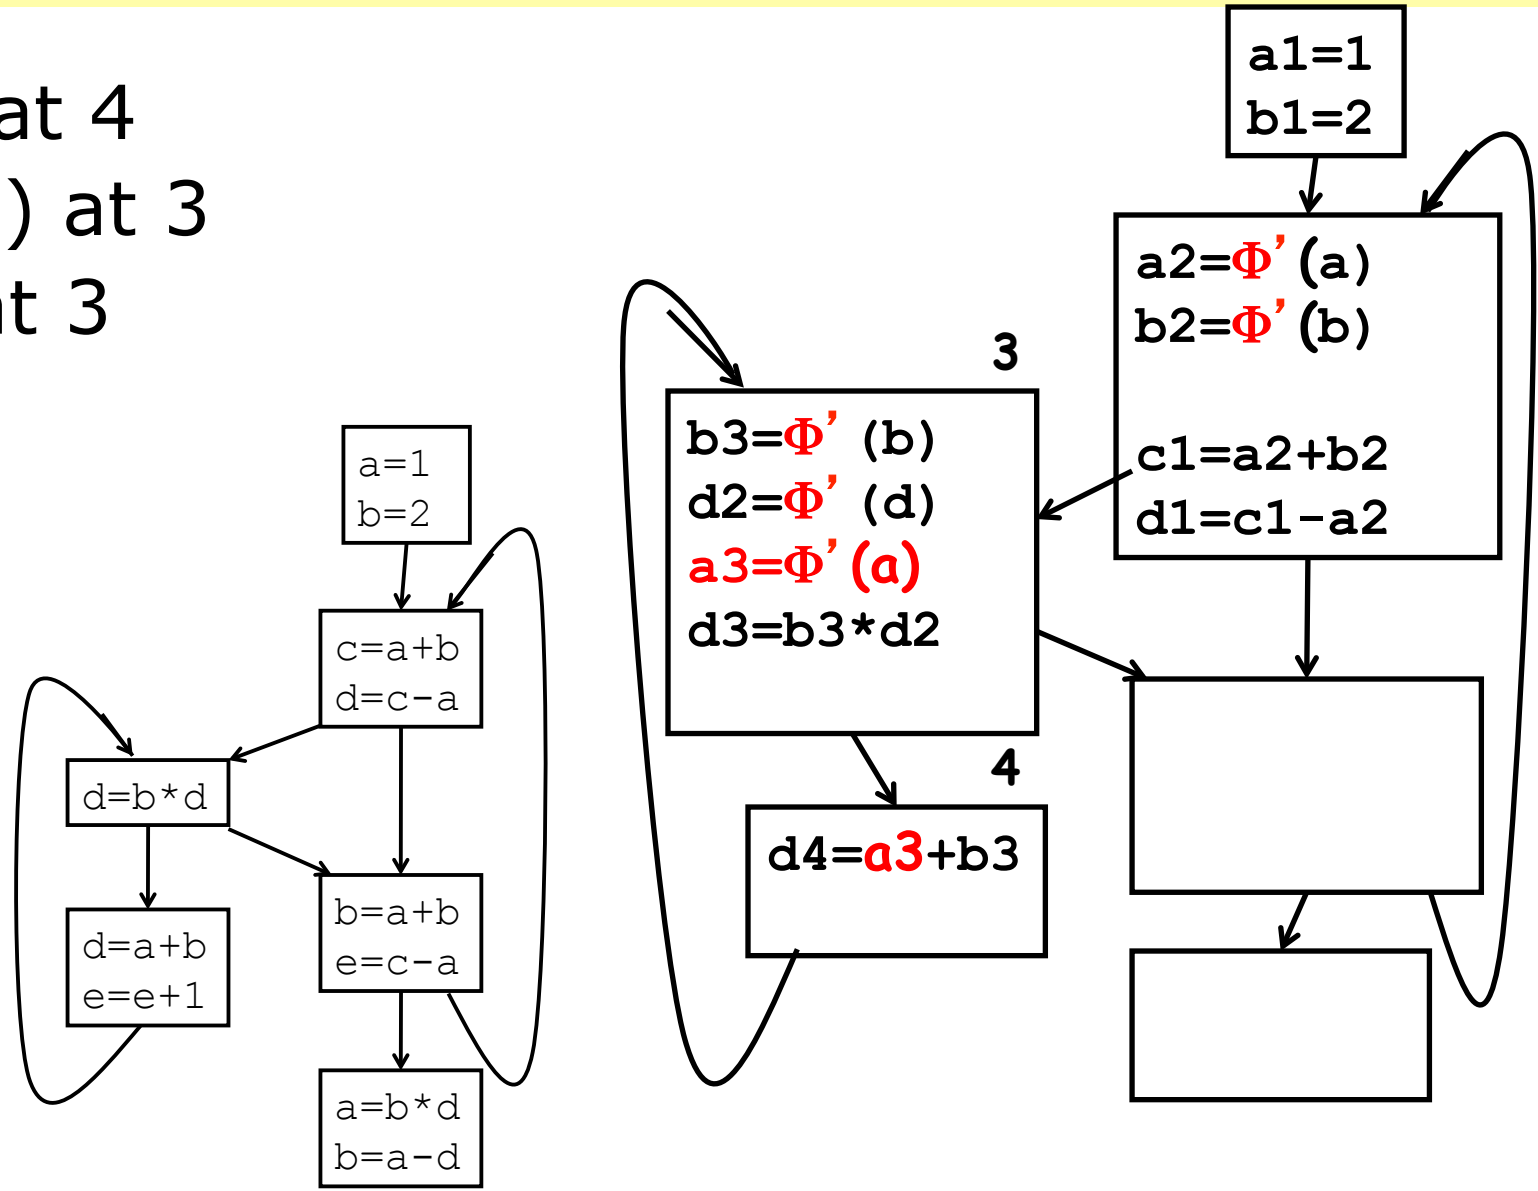 at 4
) at 3
at 3
a=1
b=2
c=a+b
d=c-a
d=b*d
d=a+b
e=e+1
b=a+b
e=c-a
a=b*d
b=a-d
a1=1
b1=2
a2=Φ’(a)
b2=Φ’(b)
c1=a2+b2
d1=c1-a2
3
b3=Φ’ (b)
d2=Φ’ (d)
a3=Φ’(a)
d3=b3*d2
4
d4=a3+b3